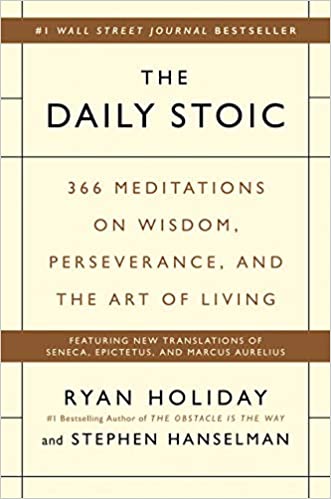 #1 WALL STREET JOURNAL BESTSELLER
THE
DAILY STOIC
366 MEDITATIONS
ON WISDOM,
PERSEVERANCE, AND
THE ART OF LIVING
FEATURING NEW TRANSLATIONS OF
SENECA, EPICTETUS, AND MARCUS AURELIUS
RYAN HOLIDAY
#1 Bestselling Author of THE OBSTACLE IS THE WAY
and STEPHEN HANSELMAN